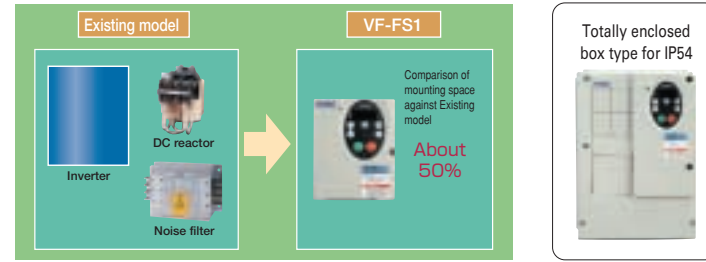 Existing model
VF-FS1
Inverter
DC reactor
Noise filter
Comparison of
mounting space
against Existing
model
About
50%
Totally enclosed
box type for IP54